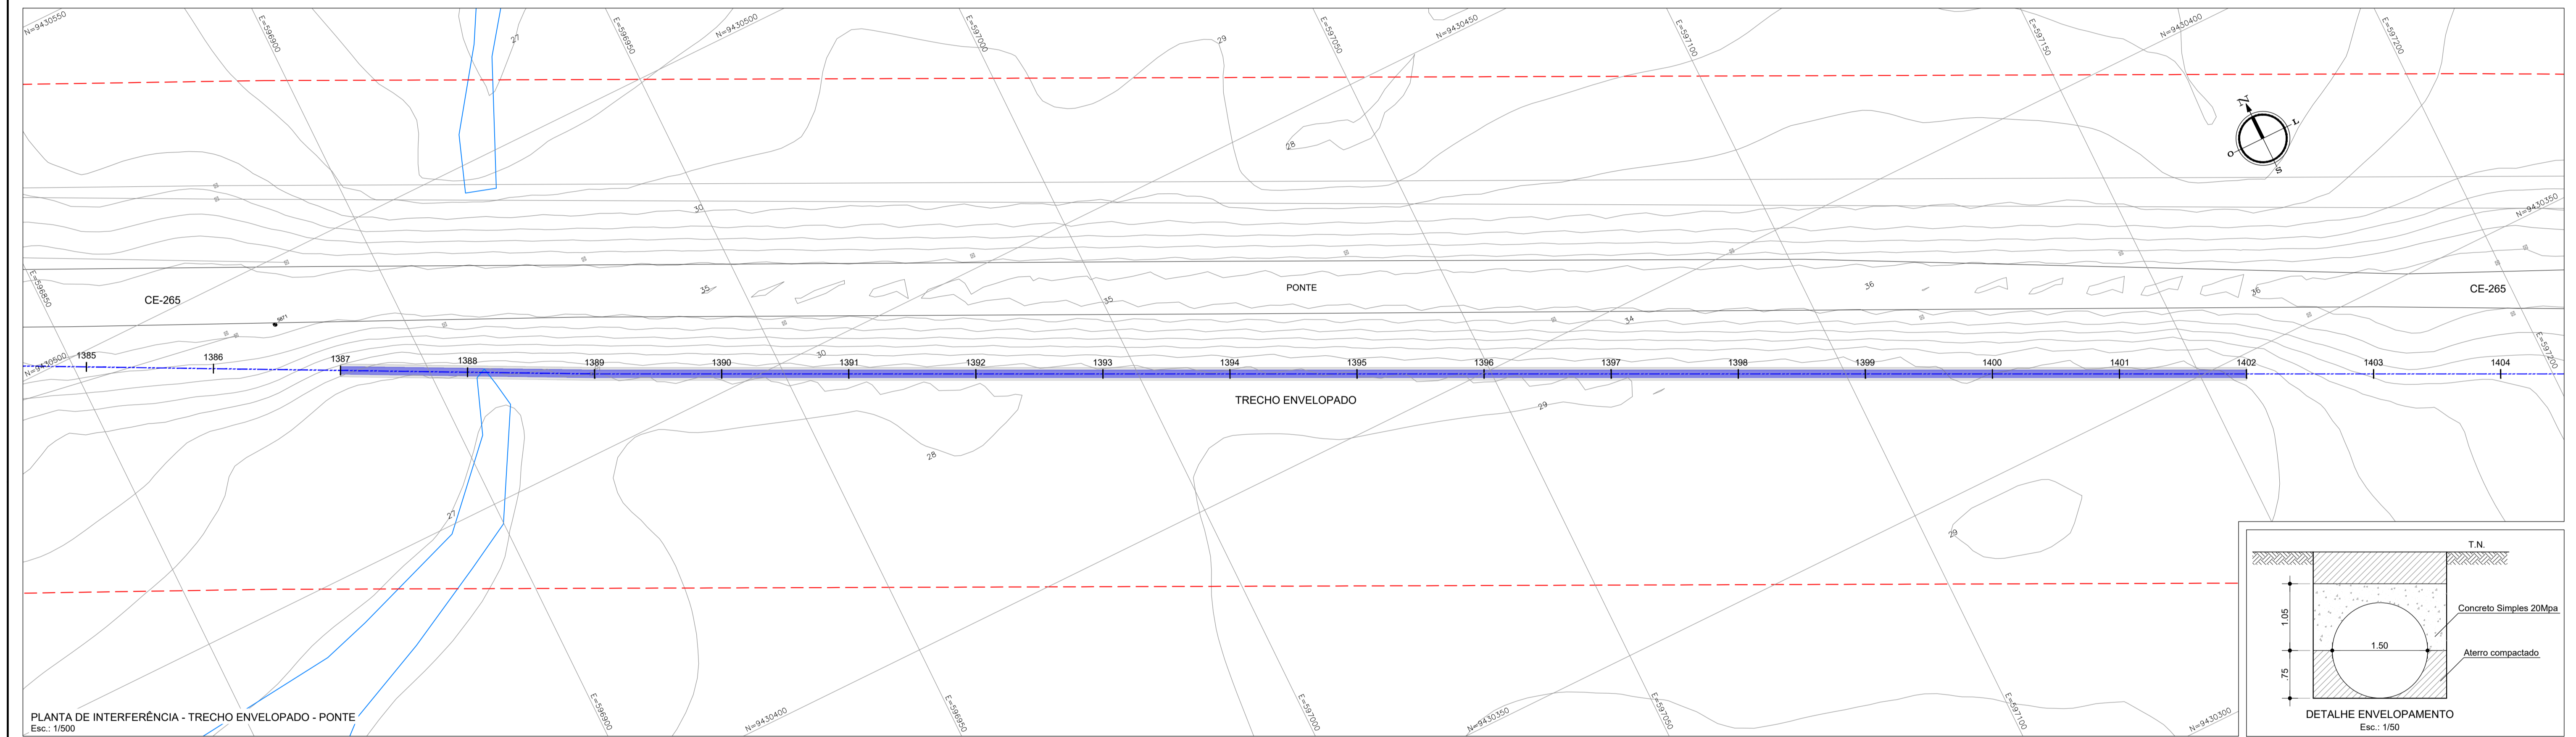 N=9430550
E=596900
27
E=596950
N=9430500
E=597000
29
E=597050
N=9430450
E=597100
E=597150
N=9430400
E=597200
28
N
L
O
S
30
N=9430350
E=596850
CE-265
35
35
PONTE
36
34
36
CE-265
E=597200
N=9430500
30
1385
1386
1387
1388
1389
1390
1391
1392
1393
1394
1395
1396
1397
1398
1399
1400
1401
1402
1403
1404
TRECHO ENVELOPADO
29
28
27
29
E=596900
N=9430400
E=596950
E=597000
N=9430350
E=597050
E=597100
N=9430300
PLANTA DE INTERFERÊNCIA - TRECHO ENVELOPADO - PONTE
Esc.: 1/500
T.N.
Concreto Simples 20Mpa
1.05
1.50
Aterro compactado
.75
DETALHE ENVELOPAMENTO
Esc.: 1/50